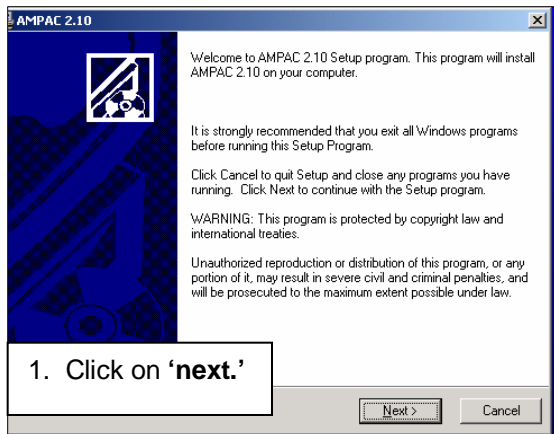 AMPAC 2.10
Welcome to AMPAC 2.10 Setup program. This program will install
AMPAC 2.10 on your computer.
It is strongly recommended that you exit all Windows programs
before running this Setup Program.
Click Cancel to quit Setup and close any programs you have
running. Click Next to continue with the Setup program.
WARNING: This program is protected by copyright law and
international treaties.
Unauthorized reproduction or distribution of this program, or any
portion of it, may result in severe civil and criminal penalties, and
will be prosecuted to the maximum extent possible under law.
1. Click on ‘next.’
Next >
Cancel